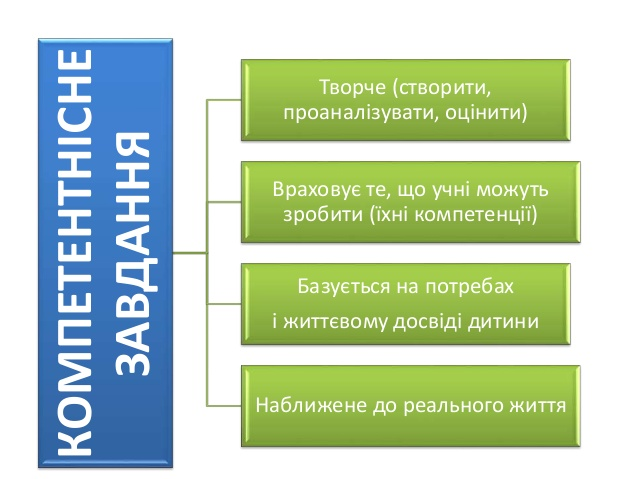 КОМПЕТЕНТНІСНЕ
ЗАВДАННЯ
Творче (створити,
проаналізувати, оцінити)
Враховує те, що учні можуть
зробити (їхні компетенції)
Базується на потребах
і життєвому досвіді дитини
Наближене до реального життя